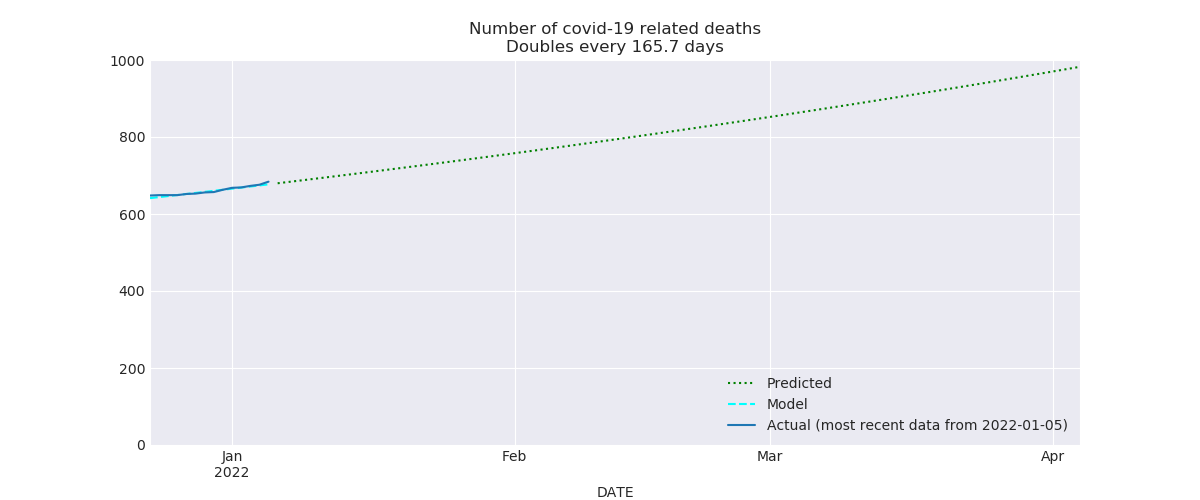 Number of covid-19 related deaths
Doubles every 165.7 days
1000
800
600
400
200
0
Predicted
Model
Actual (most recent data from 2022-01-05)
Jan
2022
Feb
Mar
Apr
DATE